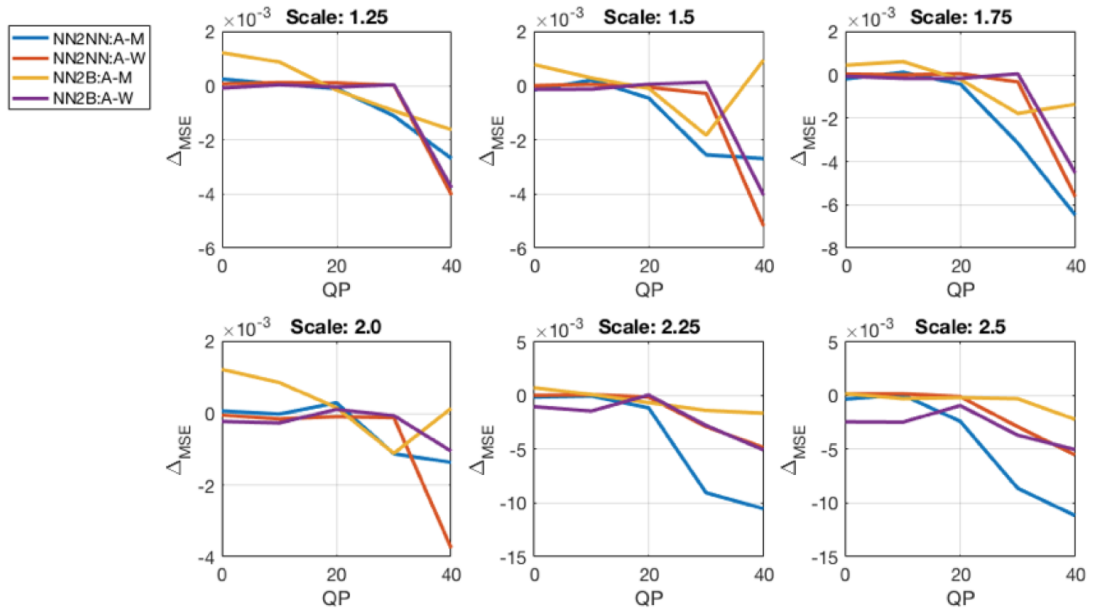 NN2NN:A-M
NN2NN:A-W
NN2B:A-M
NN2B:A-W
×10⁻³ Scale: 1.25
2
0
-2
-4
-6
Δ_MSE
0 20 40
QP
×10⁻³ Scale: 1.5
2
0
-2
-4
-6
Δ_MSE
0 20 40
QP
×10⁻³ Scale: 1.75
2
0
-2
-4
-6
-8
Δ_MSE
0 20 40
QP
×10⁻³ Scale: 2.0
2
0
-2
-4
Δ_MSE
0 20 40
QP
×10⁻³ Scale: 2.25
5
0
-5
-10
-15
Δ_MSE
0 20 40
QP
×10⁻³ Scale: 2.5
5
0
-5
-10
-15
Δ_MSE
0 20 40
QP